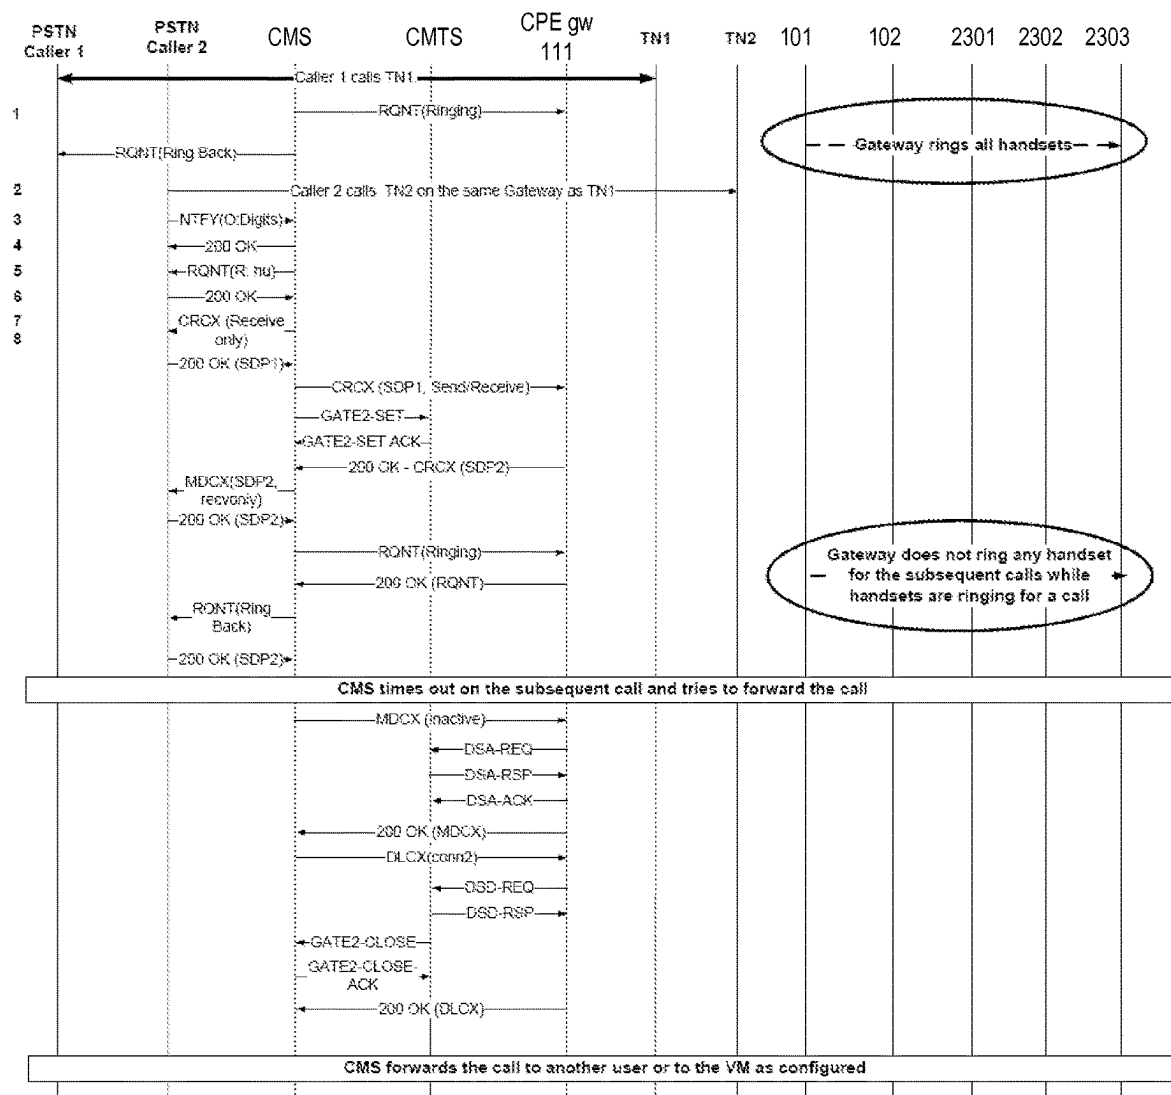 PSTN Caller 1
PSTN Caller 2
CMS
CMTS
CPE gw 111
TN1
TN2
101
102
2301
2302
2303
Caller 1 calls TN1
1
RQNT(Ringing)
Gateway rings all handsets
RQNT(Ring Back)
2
Caller 2 calls TN2 on the same Gateway as TN1
3
NTFY(O:Digits)
4
200 OK
5
RQNT(R: hu)
6
200 OK
7
8
CRCX (Receive only)
200 OK (SDP1)
CRCX (SDP1, Send/Receive)
GATE2-SET
GATE2-SET ACK
200 OK - CRCX (SDP2)
MDCX(SDP2, recvonly)
200 OK (SDP2)
RQNT(Ringing)
Gateway does not ring any handset
for the subsequent calls while
handsets are ringing for a call
200 OK (RQNT)
RQNT(Ring Back)
200 OK (SDP2)
CMS times out on the subsequent call and tries to forward the call
MDCX (inactive)
DSA-REQ
DSA-RSP
DSA-ACK
200 OK (MDCX)
DLCX(conn2)
DSD-REQ
DSD-RSP
GATE2-CLOSE
GATE2-CLOSE-
ACK
200 OK (DLCX)
CMS forwards the call to another user or to the VM as configured